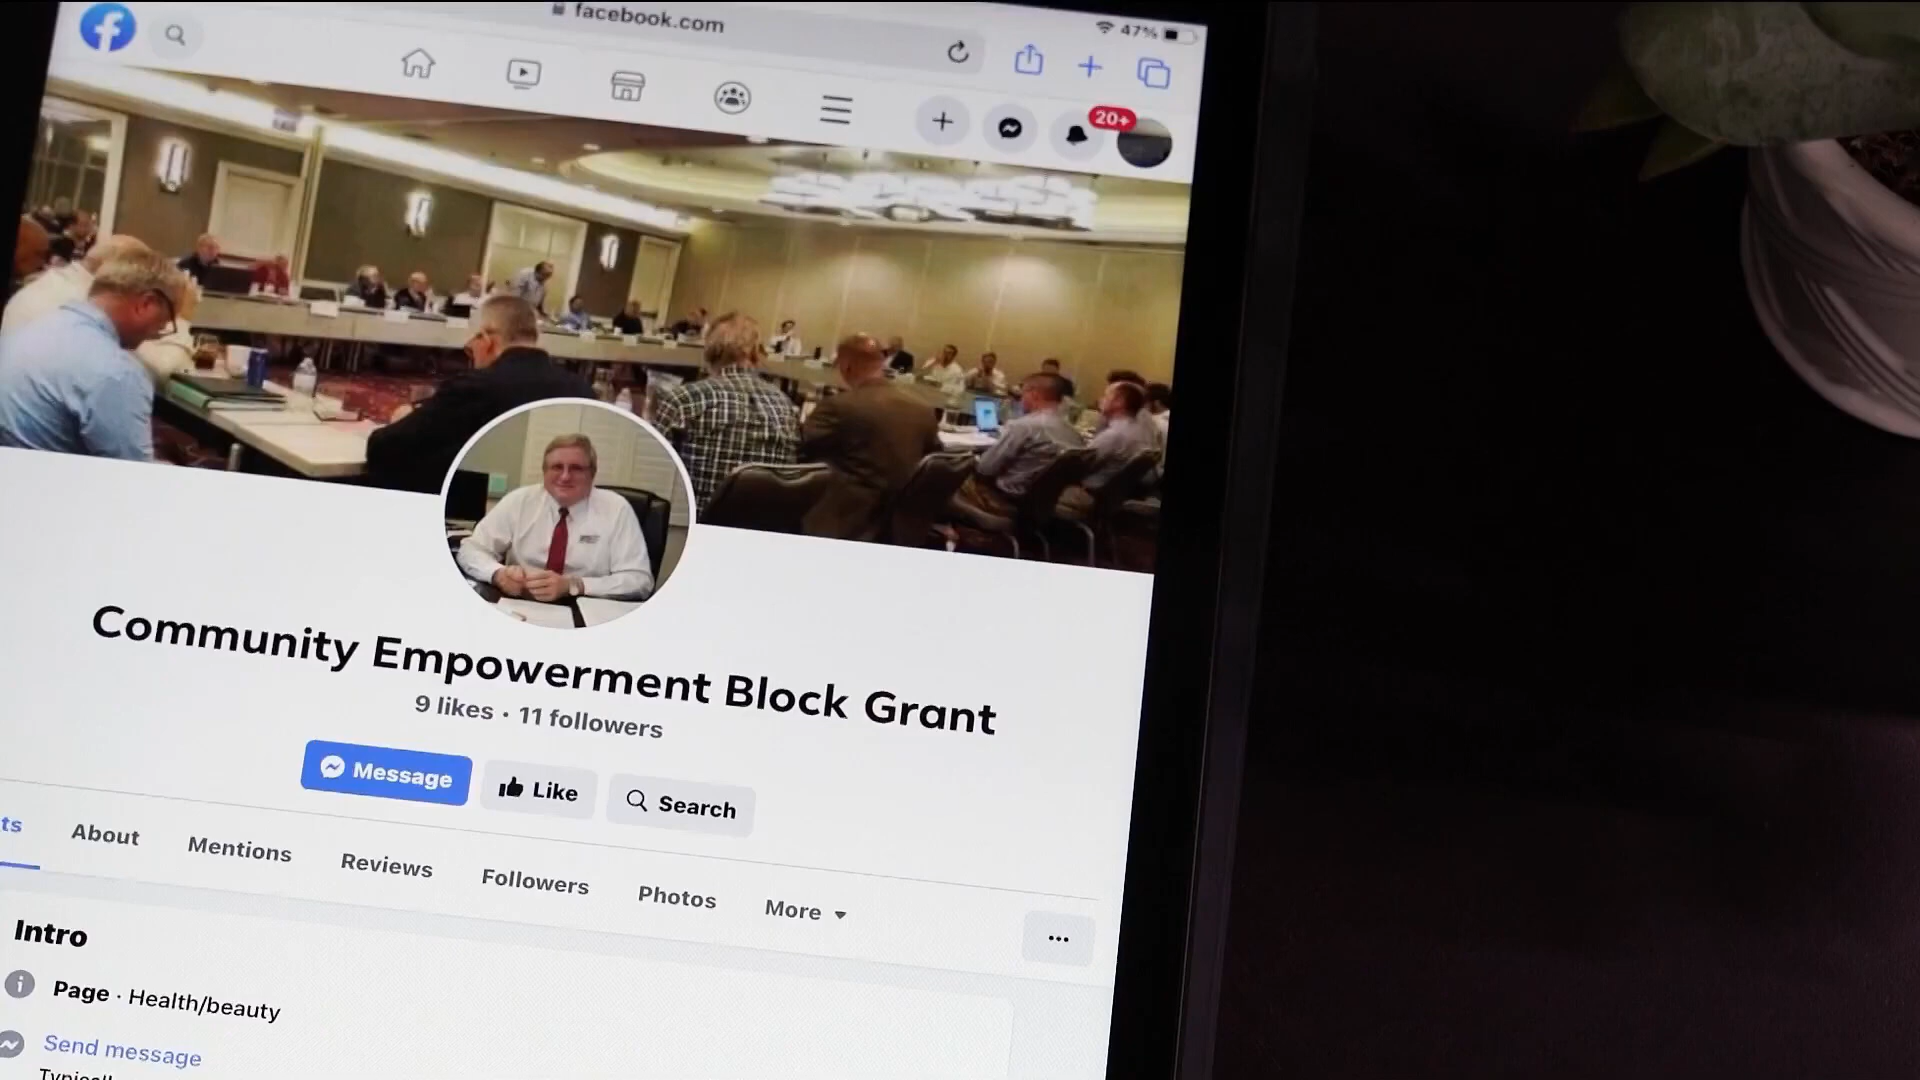 facebook.com
47%
20+
Community Empowerment Block Grant
9 likes · 11 followers
Message
Like
Search
ts
About
Mentions
Reviews
Followers
Photos
More
Intro
Page · Health/beauty
Send message